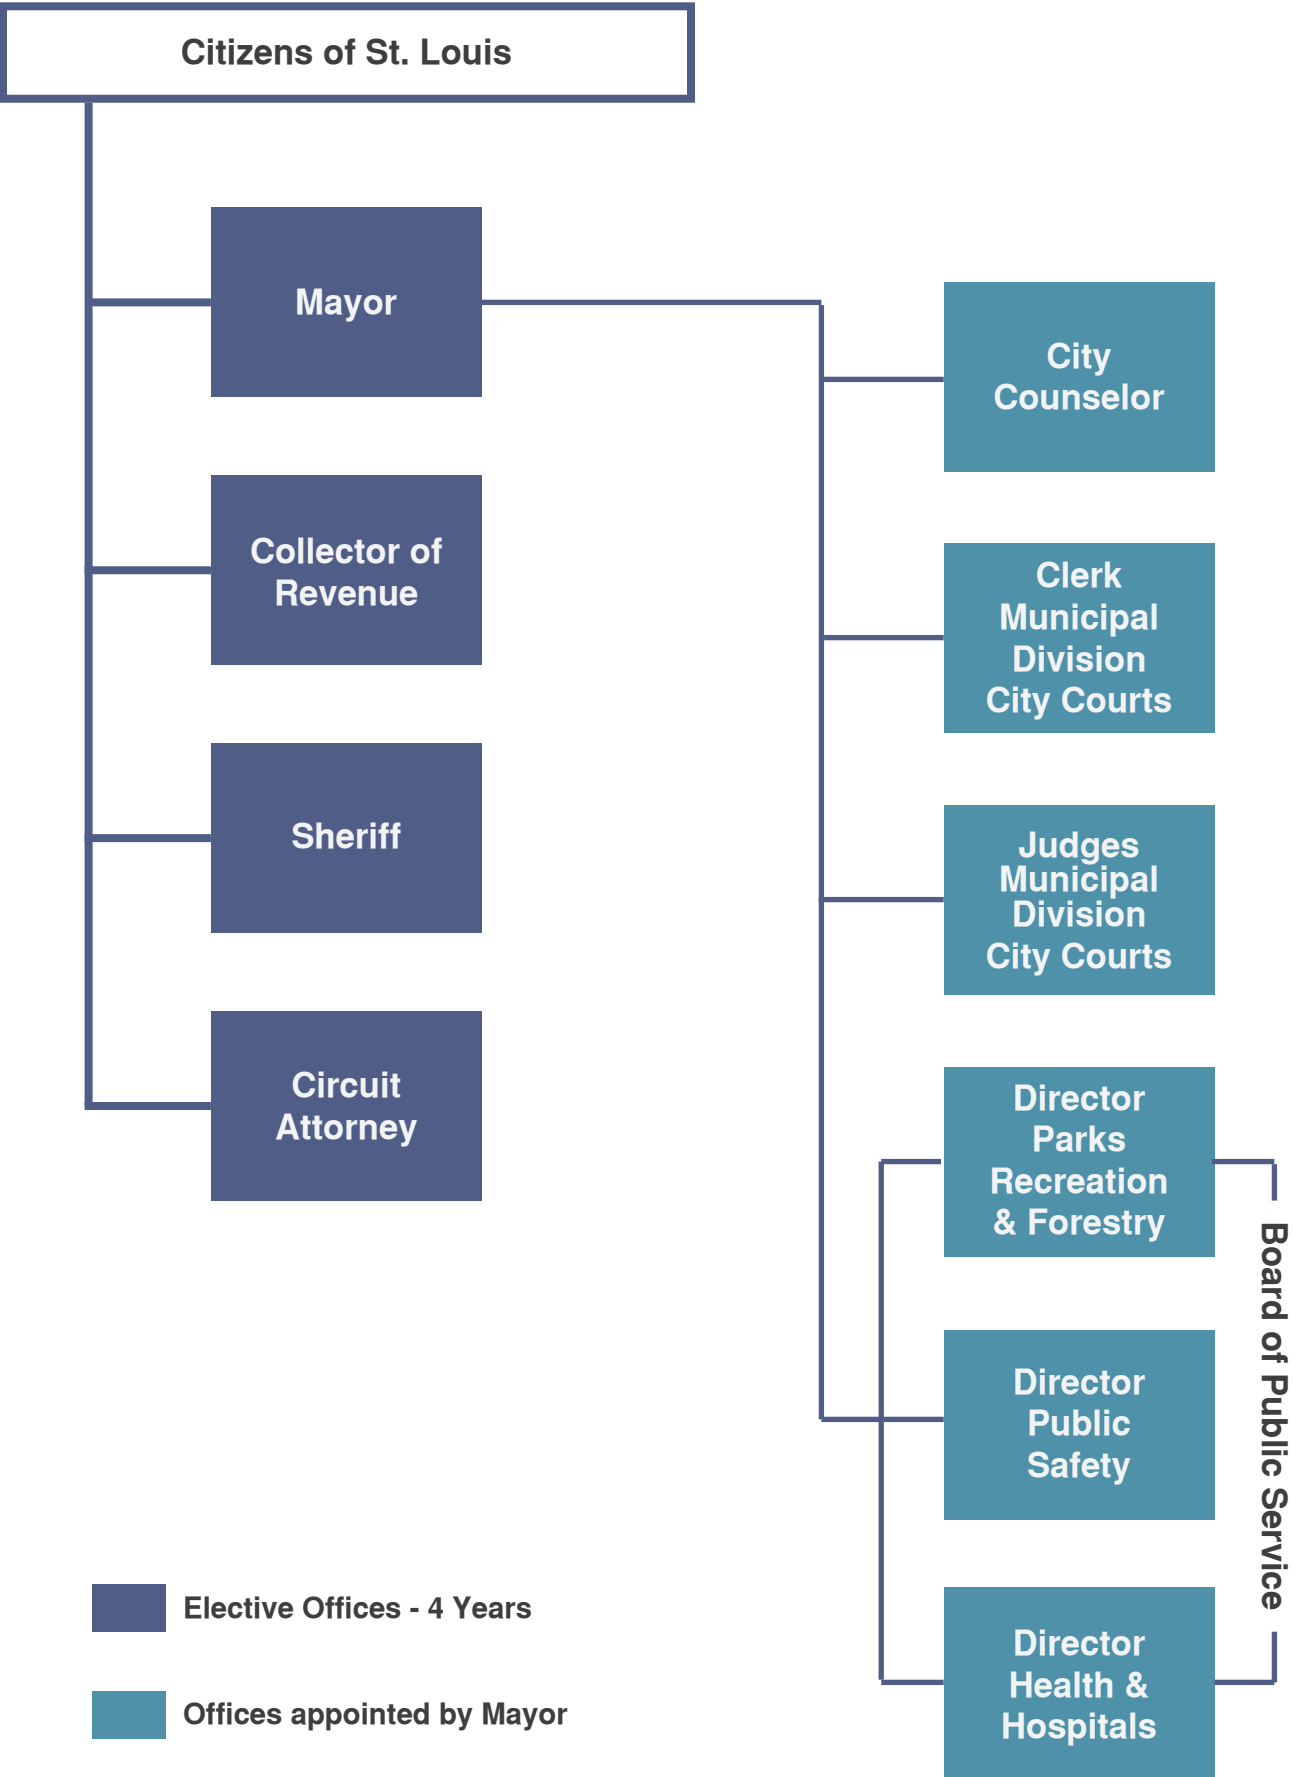 Citizens of St. Louis
Mayor
Collector of
Revenue
Sheriff
Circuit
Attorney
City
Counselor
Clerk
Municipal
Division
City Courts
Judges
Municipal
Division
City Courts
Director
Parks
Recreation
& Forestry
Director
Public
Safety
Director
Health &
Hospitals
Board of Public Service
Elective Offices - 4 Years
Offices appointed by Mayor